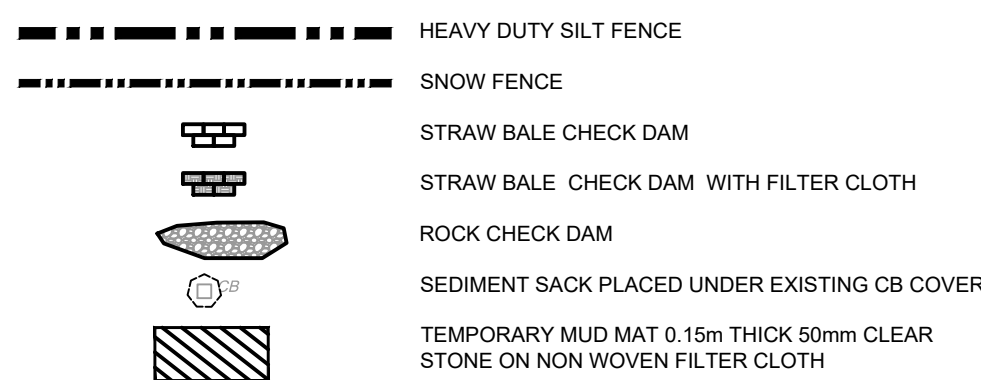 HEAVY DUTY SILT FENCE
SNOW FENCE
STRAW BALE CHECK DAM
STRAW BALE CHECK DAM WITH FILTER CLOTH
ROCK CHECK DAM
CB SEDIMENT SACK PLACED UNDER EXISTING CB COVER
TEMPORARY MUD MAT 0.15m THICK 50mm CLEAR
STONE ON NON WOVEN FILTER CLOTH